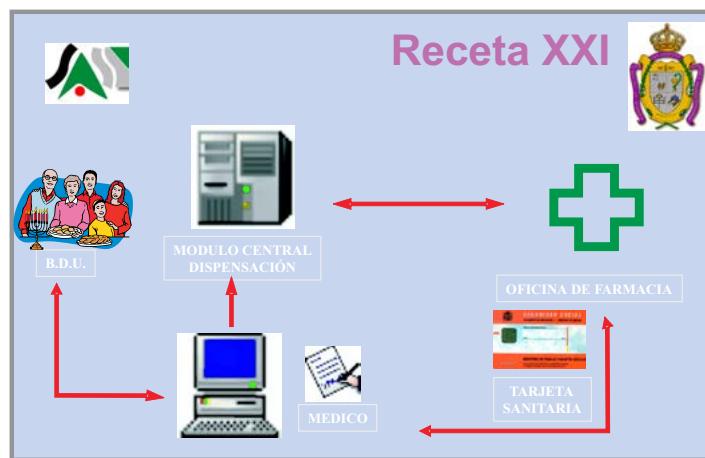 Receta XXI
B.D.U.
MODULO CENTRAL
DISPENSACIÓN
OFICINA DE FARMACIA
MEDICO
TARJETA
SANITARIA